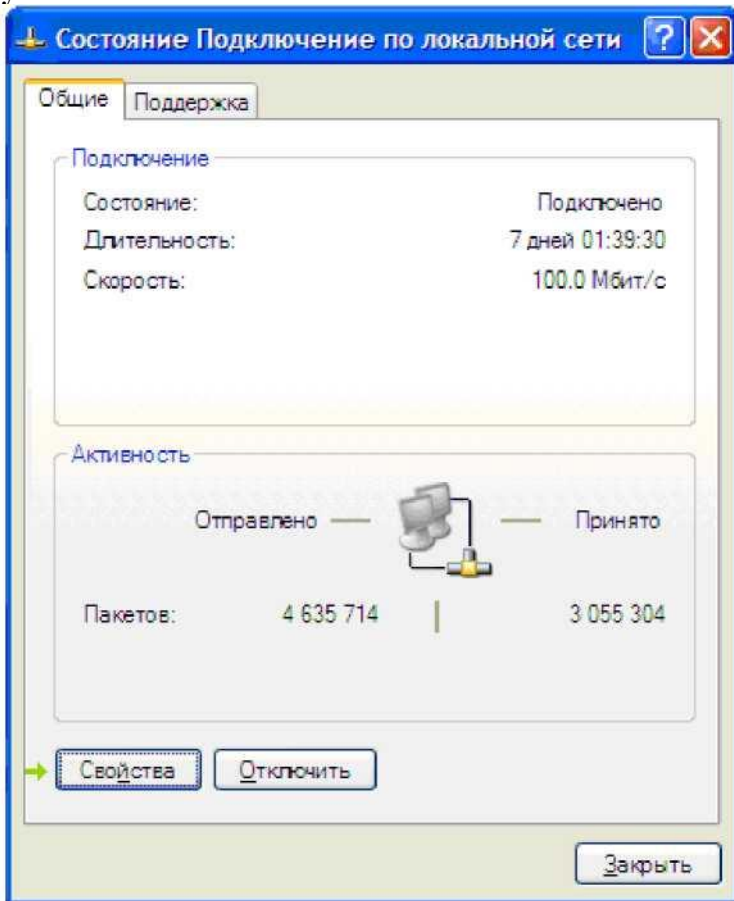 Состояние Подключение по локальной сети
Общие Поддержка
Подключение
Состояние: Подключено
Длительность: 7 дней 01:39:30
Скорость: 100.0 Мбит/с
Активность
Отправлено Принято
Пакетов: 4 635 714 3 055 304
Свойства Отключить
Закрыть